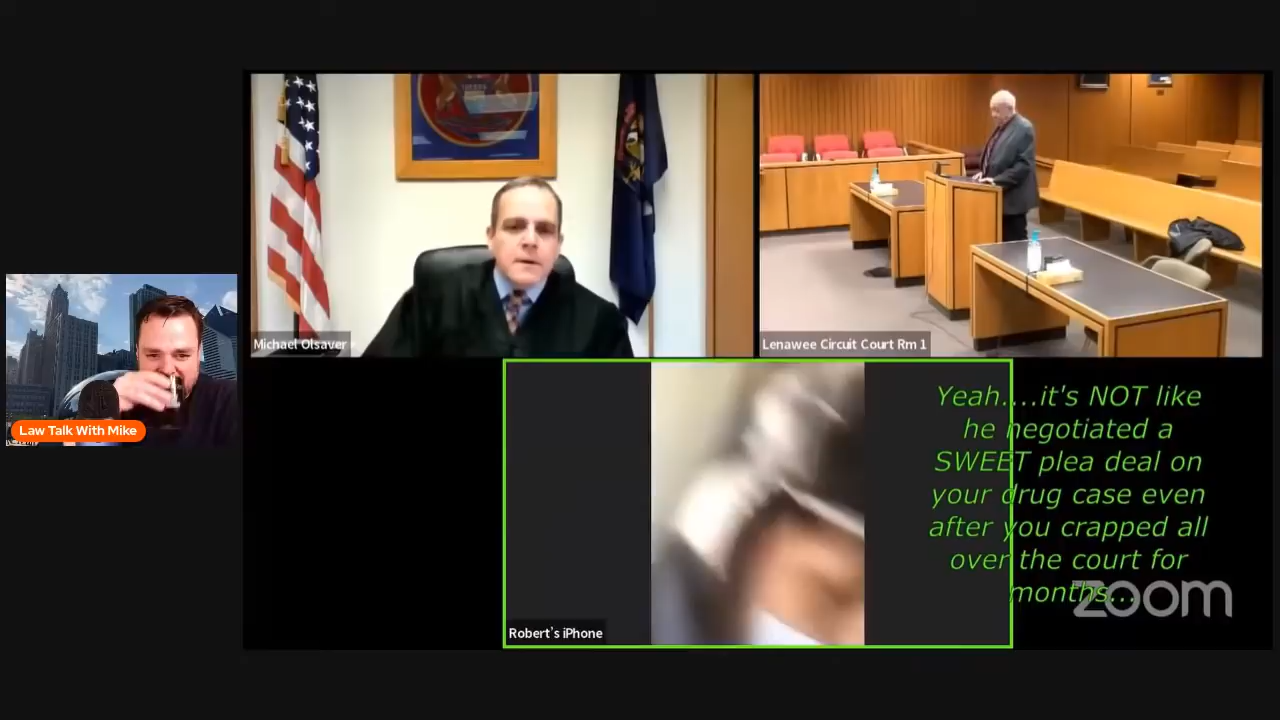 Michael Olsaver
Lenawee Circuit Court Rm 1
Law Talk With Mike
Yeah....it's NOT like
he negotiated a
SWEET plea deal on
your drug case even
after you crapped all
over the court for
months...
zoom
Robert's iPhone